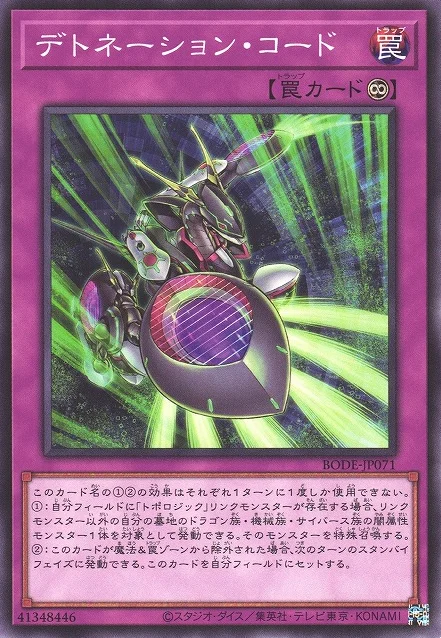 デトネーション・コード
トラップ
罠
【罠カード】
トラップ
BODE-JP071
このカード名の①②の効果はそれぞれ1ターンに1度しか使用できない。
①:自分フィールドに「トポロジック」リンクモンスターが存在する場合、リンク
モンスター以外の自分の墓地のドラゴン族・機械族・サイバース族の闇属性
モンスター1体を対象として発動できる。そのモンスターを特殊召喚する。
②:このカードが魔法&罠ゾーンから除外された場合、次のターンのスタンバイ
フェイズに発動できる。このカードを自分フィールドにセットする。
41348446
©スタジオ・ダイス/集英社・テレビ東京・KONAMI